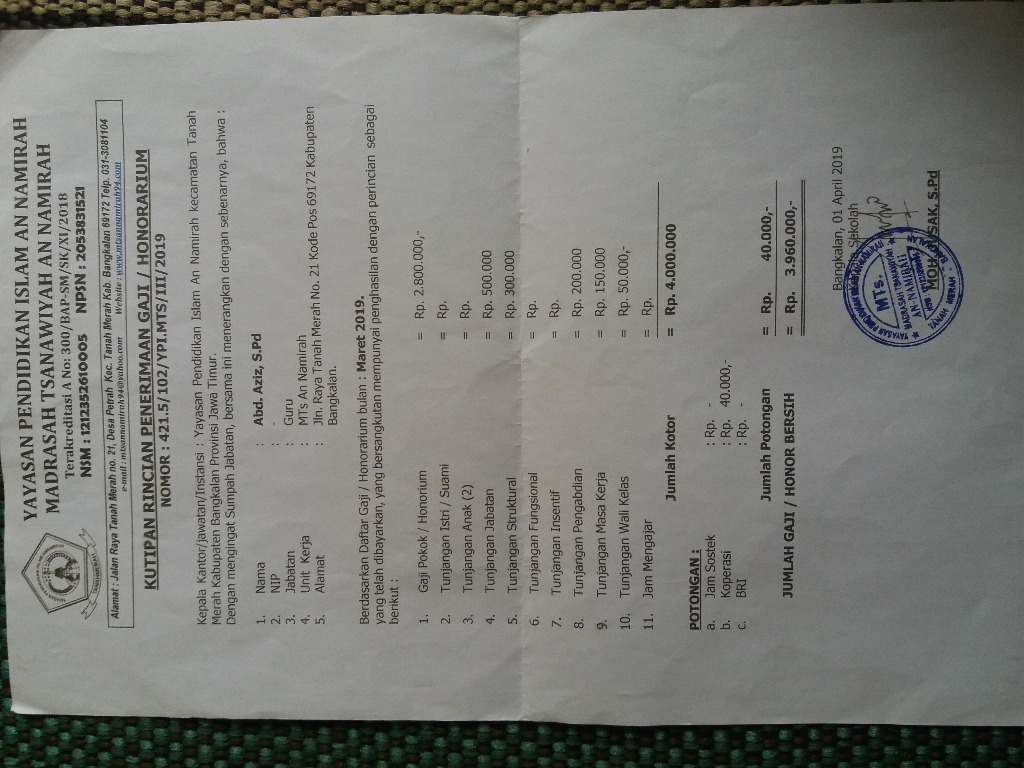 YAYASAN PENDIDIKAN ISLAM AN NAMIRAH
MADRASAH TSANAWIYAH AN NAMIRAH
Terakreditasi A No: 300/BAP-SM/SK/XI/2018
NSM : 1212352610005 NPSN : 20583 1521
Alamat : Jalan Raya Tanah Merah no. 21, Desa Petrah Kec. Tanah Merah Kab. Bangkalan 69172 Telp. 031-3081104
e-mail : mtsannamirah94@yahoo.com Website : www.mtsannamirah94.com
KUTIPAN RINCIAN PENERIMAAN GAJI / HONORARIUM
NOMOR : 421.5/102/YPI.MTS/III/2019
Kepala Kantor/Jawatan/Instansi : Yayasan Pendidikan Islam An Namirah kecamatan Tanah
Merah Kabupaten Bangkalan Provinsi Jawa Timur.
Dengan mengingat Sumpah Jabatan, bersama ini menerangkan dengan sebenarnya, bahwa :
1. Nama : Abd. Aziz, S.Pd
2. NIP : -
3. Jabatan : Guru
4. Unit Kerja : MTs An Namirah
5. Alamat : Jln. Raya Tanah Merah No. 21 Kode Pos 69172 Kabupaten
Bangkalan.
Berdasarkan Daftar Gaji / Honorarium bulan : Maret 2019.
yang telah dibayarkan, yang bersangkutan mempunyai penghasilan dengan perincian sebagai
berikut :
1. Gaji Pokok / Honorium = Rp. 2.800.000,-
2. Tunjangan Istri / Suami = Rp.
3. Tunjangan Anak (2) = Rp.
4. Tunjangan Jabatan = Rp. 500.000
5. Tunjangan Struktural = Rp. 300.000
6. Tunjangan Fungsional = Rp.
7. Tunjangan Insentif = Rp.
8. Tunjangan Pengabdian = Rp. 200.000
9. Tunjangan Masa Kerja = Rp. 150.000
10. Tunjangan Wali Kelas = Rp. 50.000,-
11. Jam Mengajar = Rp.
Jumlah Kotor = Rp. 4.000.000
POTONGAN :
a. Jam Sostek : Rp. -
b. Koperasi : Rp. 40.000,-
c. BRI : Rp. -
Jumlah Potongan = Rp. 40.000,-
JUMLAH GAJI / HONOR BERSIH = Rp. 3.960.000,-
Bangkalan, 01 April 2019
Sekolah
MTs.
MADRASAH TSANAWIYAH
AN-NAMIRAH
TANAH MERAH
MOH. SAK, S.Pd